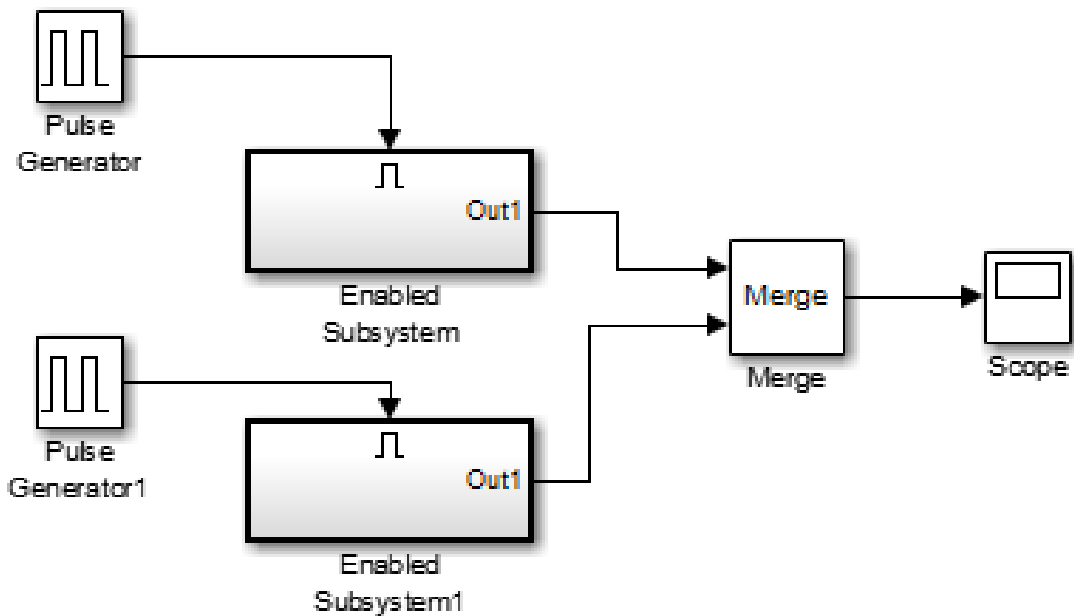 Pulse
Generator
Out1
Enabled
Subsystem
Merge
Merge
Scope
Pulse
Generator1
Out1
Enabled
Subsystem1